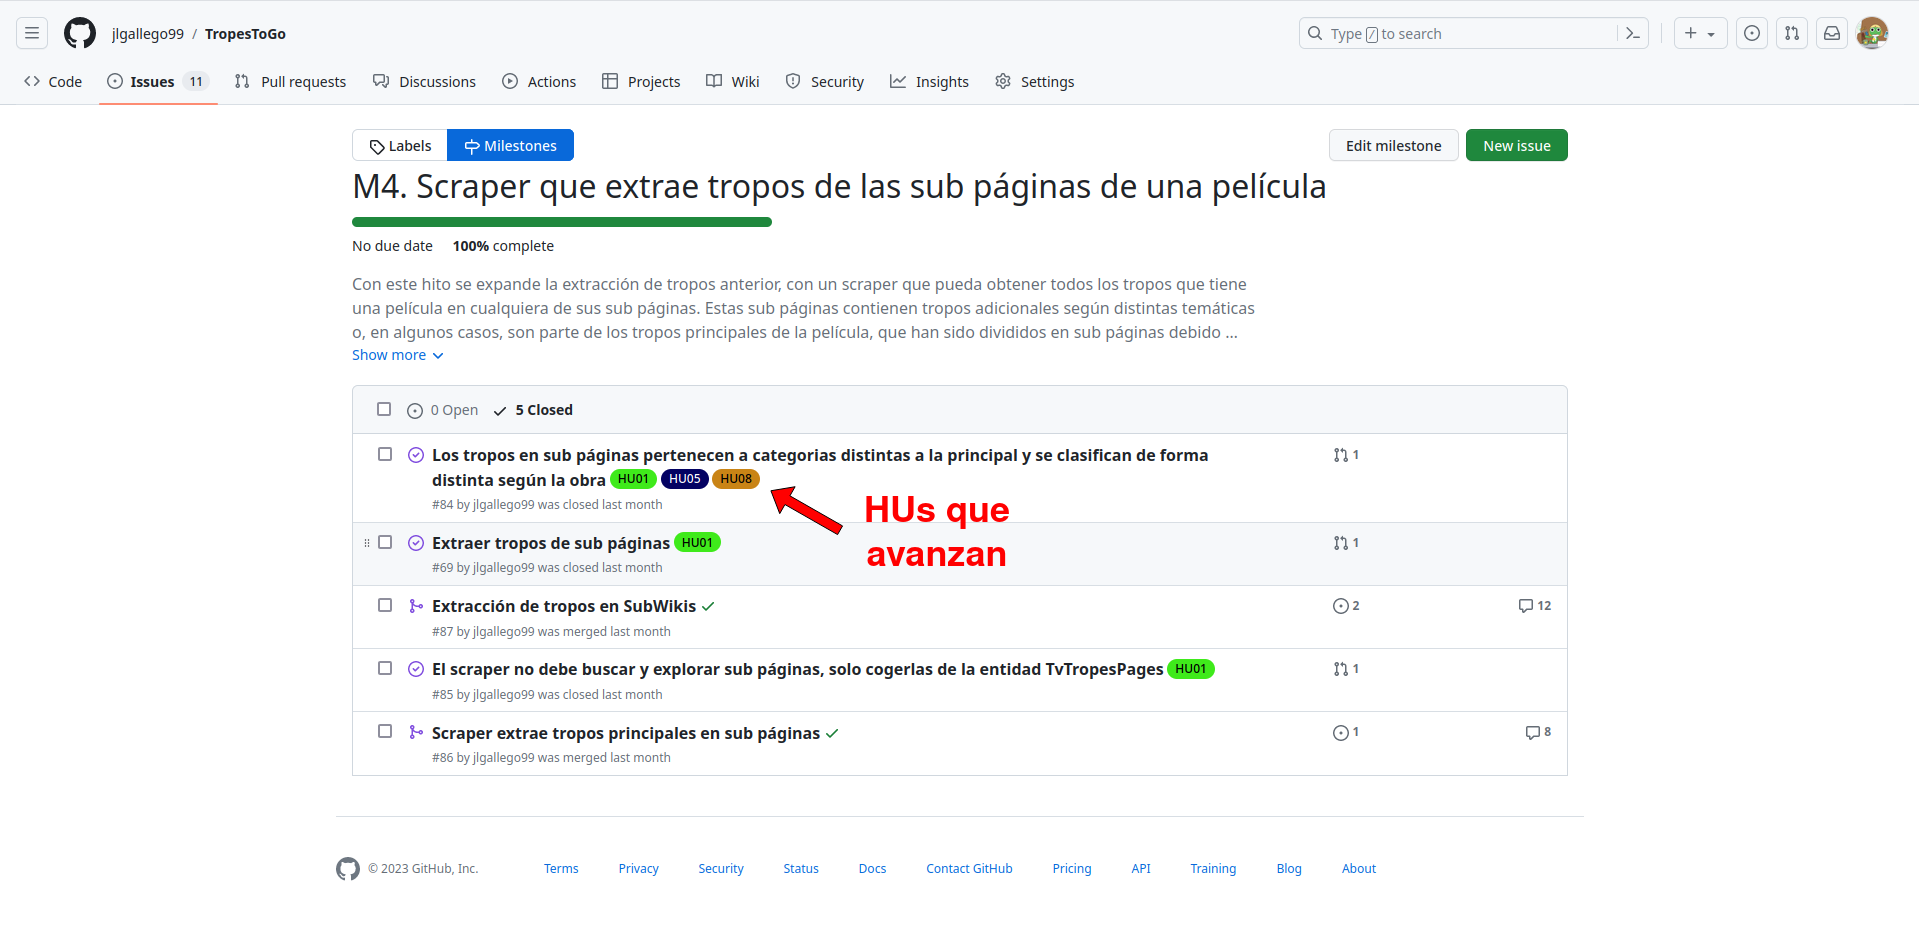 jlgallego99 / TropesToGo
Type / to search
Code
Issues 11
Pull requests
Discussions
Actions
Projects
Wiki
Security
Insights
Settings
Labels
Milestones
Edit milestone
New issue
M4. Scraper que extrae tropos de las sub páginas de una película
No due date 100% complete
Con este hito se expande la extracción de tropos anterior, con un scraper que pueda obtener todos los tropos que tiene
una película en cualquiera de sus sub páginas. Estas sub páginas contienen tropos adicionales según distintas temáticas
o, en algunos casos, son parte de los tropos principales de la película, que han sido divididos en sub páginas debido ...
Show more
0 Open 5 Closed
Los tropos en sub páginas pertenecen a categorias distintas a la principal y se clasifican de forma
distinta según la obra HU01 HU05 HU08
1
#84 by jlgallego99 was closed last month
HUs que
avanzan
Extraer tropos de sub páginas HU01
1
#69 by jlgallego99 was closed last month
Extracción de tropos en SubWikis
2
12
#87 by jlgallego99 was merged last month
El scraper no debe buscar y explorar sub páginas, solo cogerlas de la entidad TvTropesPages HU01
1
#85 by jlgallego99 was closed last month
Scraper extrae tropos principales en sub páginas
1
8
#86 by jlgallego99 was merged last month
© 2023 GitHub, Inc.
Terms
Privacy
Security
Status
Docs
Contact GitHub
Pricing
API
Training
Blog
About